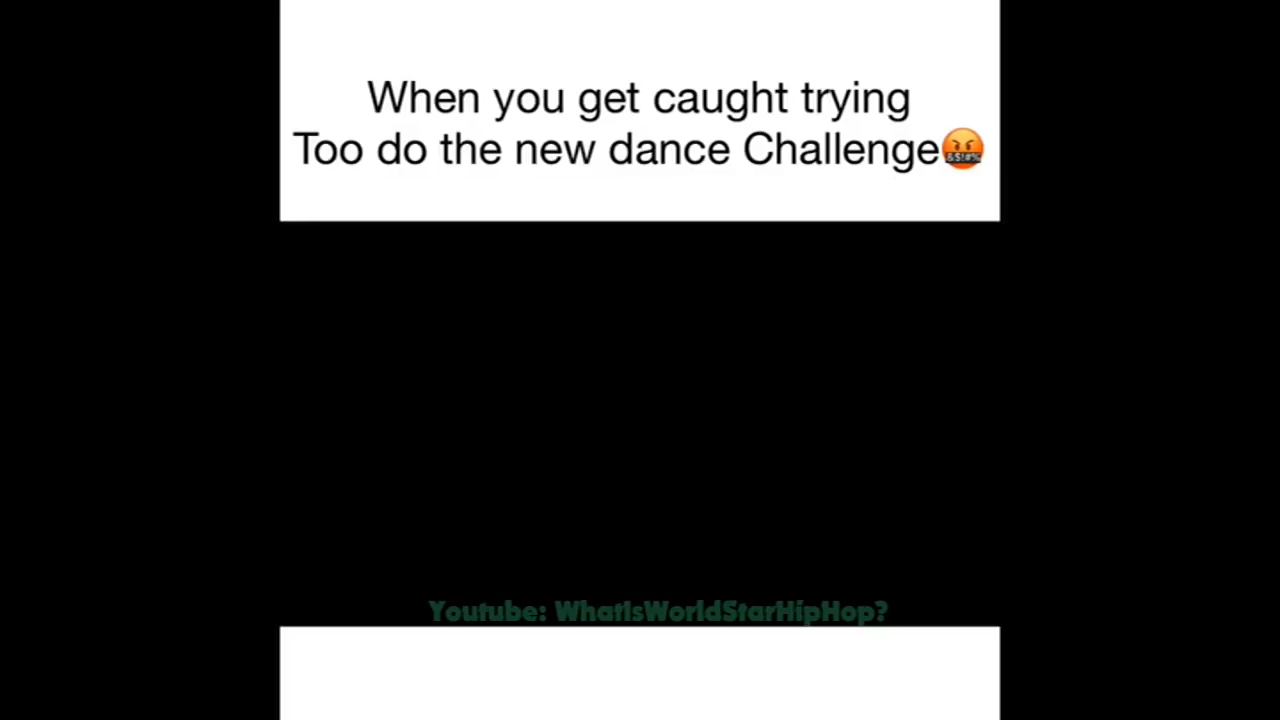 When you get caught trying
Too do the new dance Challenge🤬
Youtube: WhatIsWorldStarHipHop?